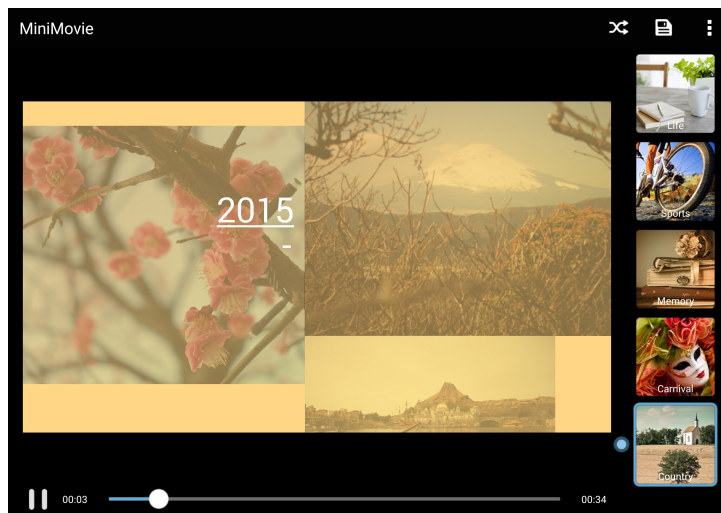 MiniMovie
2015
-
Life
Sports
Memory
Carnival
Country
00:03
00:34